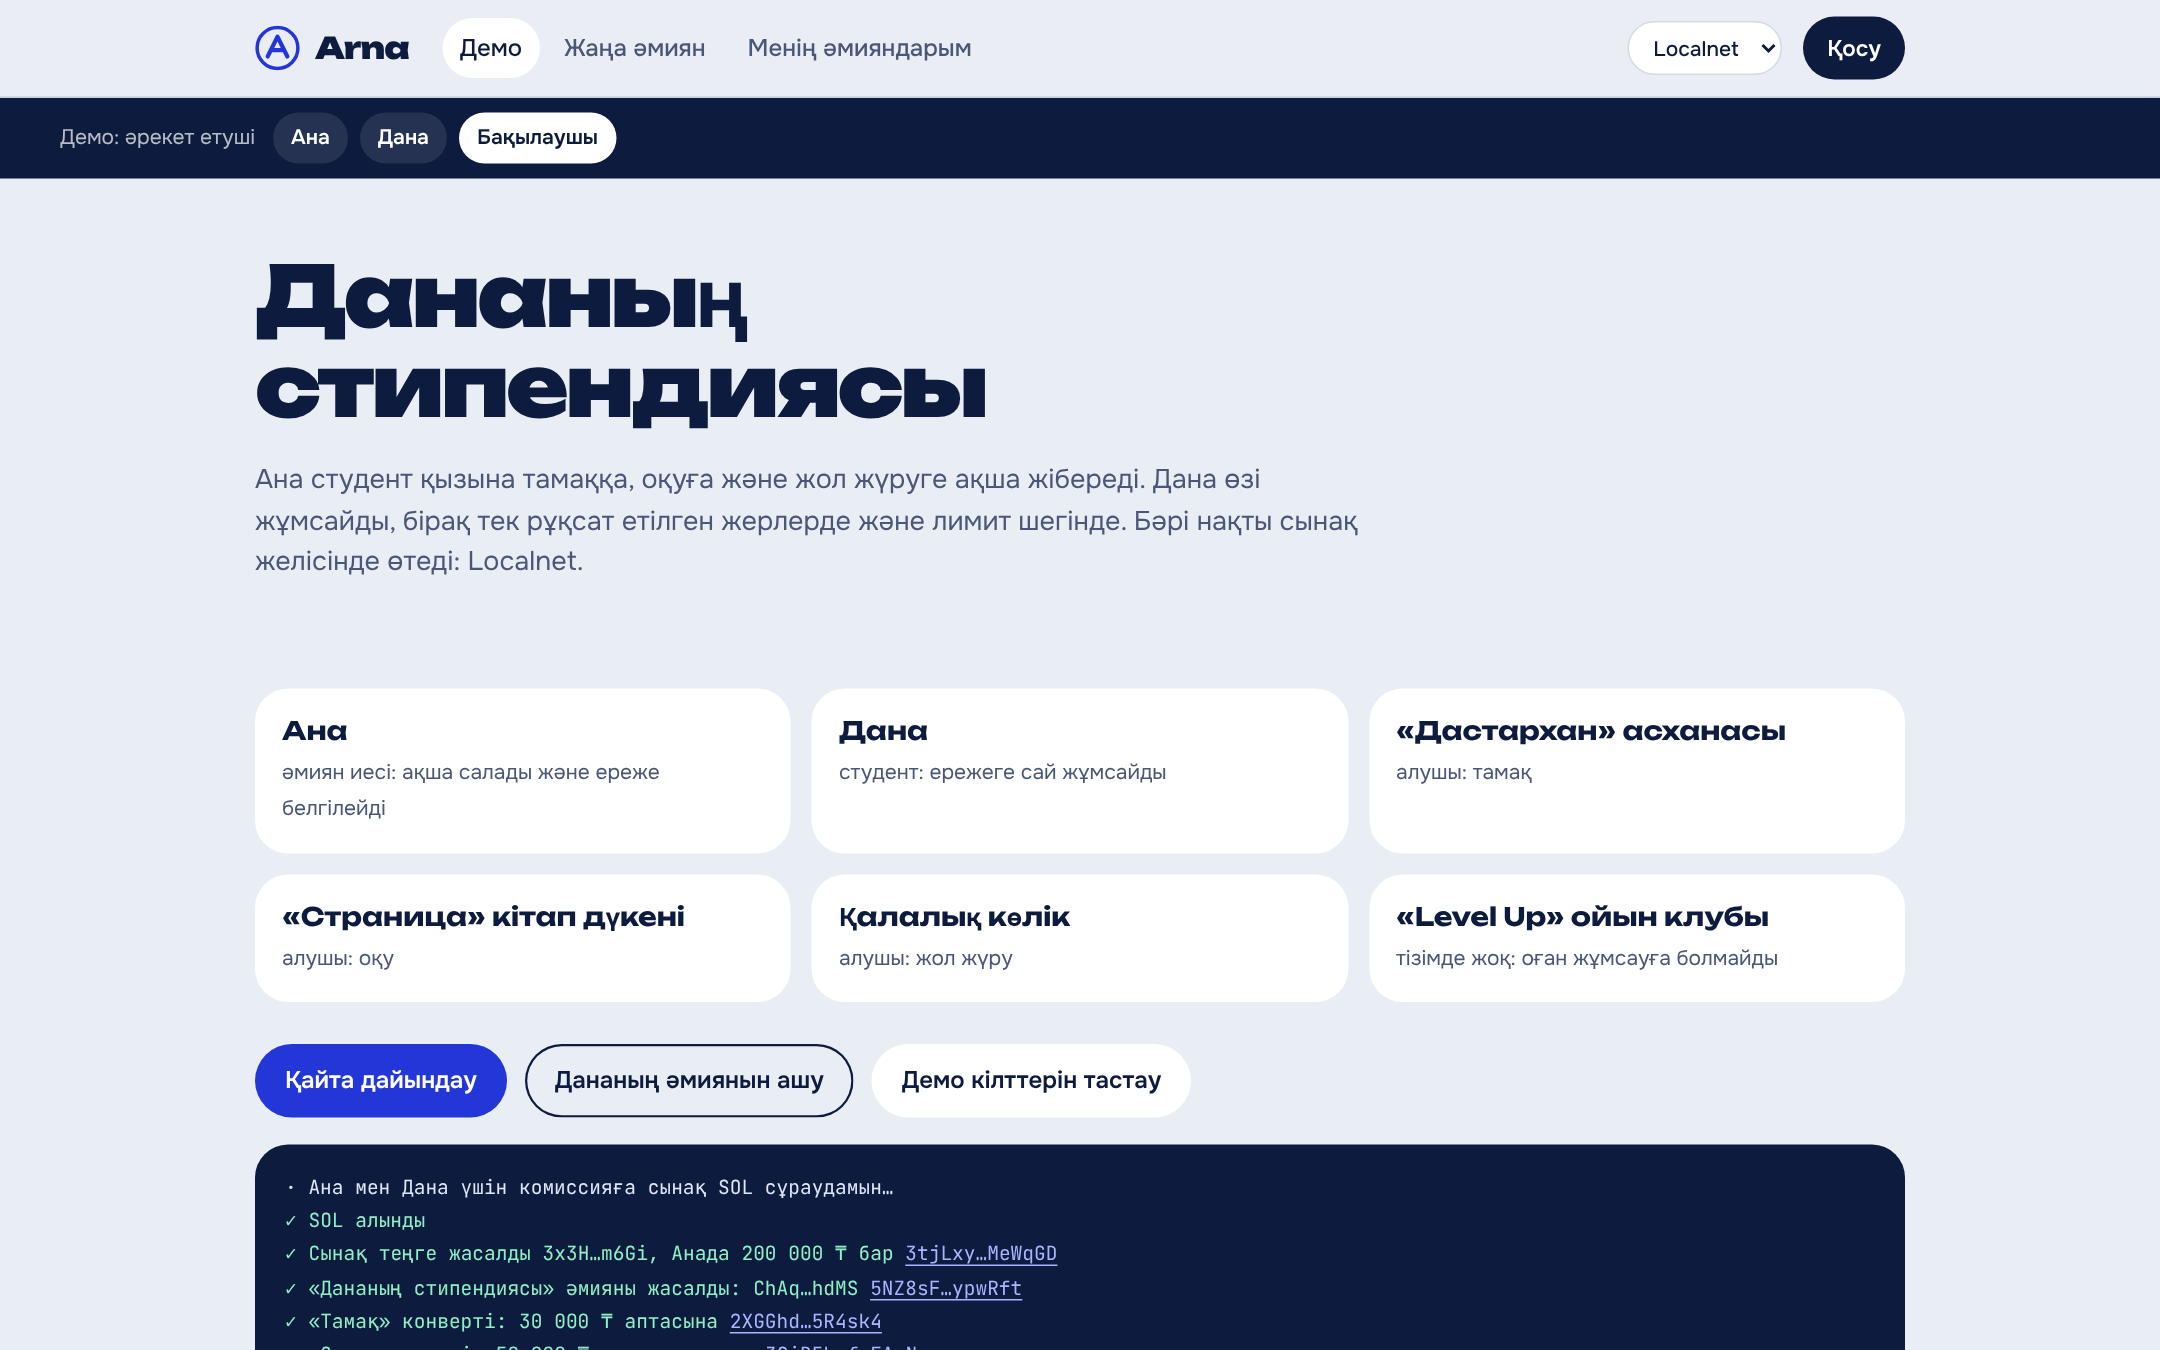 Arna
Демо
Жаңа әмиян
Менің әмияндарым
Localnet
Қосу
Демо: әрекет етуші
Ана
Дана
Бақылаушы
Дананың
стипендиясы
Ана студент қызына тамаққа, оқуға және жол жүруге ақша жібереді. Дана өзі
жұмсайды, бірақ тек рұқсат етілген жерлерде және лимит шегінде. Бәрі нақты сынақ
желісінде өтеді: Localnet.
Ана
әмиян иесі: ақша салады және ереже
белгілейді
Дана
студент: ережеге сай жұмсайды
«Дастархан» асханасы
алушы: тамақ
«Страница» кітап дүкені
алушы: оқу
Қалалық көлік
алушы: жол жүру
«Level Up» ойын клубы
тізімде жоқ: оған жұмсауға болмайды
Қайта дайындау
Дананың әмиянын ашу
Демо кілттерін тастау
· Ана мен Дана үшін комиссияға сынақ SOL сұраудамын…
✓ SOL алынды
✓ Сынақ теңге жасалды 3x3H…m6Gi, Анада 200 000 ₸ бар 3tjLxy…MeWqGD
✓ «Дананың стипендиясы» әмияны жасалды: ChAq…hdMS 5NZ8sF…ypwRft
✓ «Тамақ» конверті: 30 000 ₸ аптасына 2XGGhd…5R4sk4